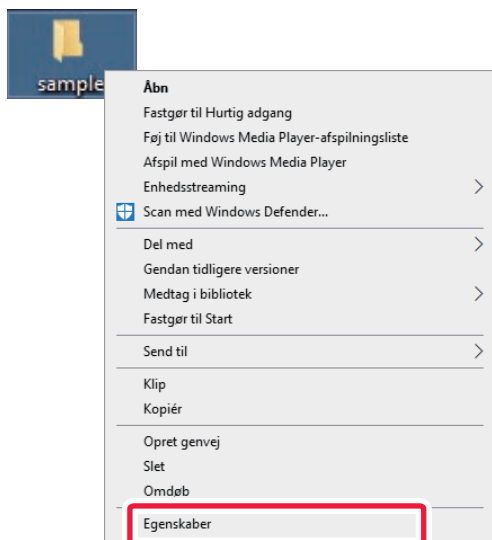 sample
Åbn
Fastgør til Hurtig adgang
Føj til Windows Media Player-afspilningsliste
Afspil med Windows Media Player
Enhedsstreaming
Scan med Windows Defender...
Del med
Gendan tidligere versioner
Medtag i bibliotek
Fastgør til Start
Send til
Klip
Kopiér
Opret genvej
Slet
Omdøb
Egenskaber